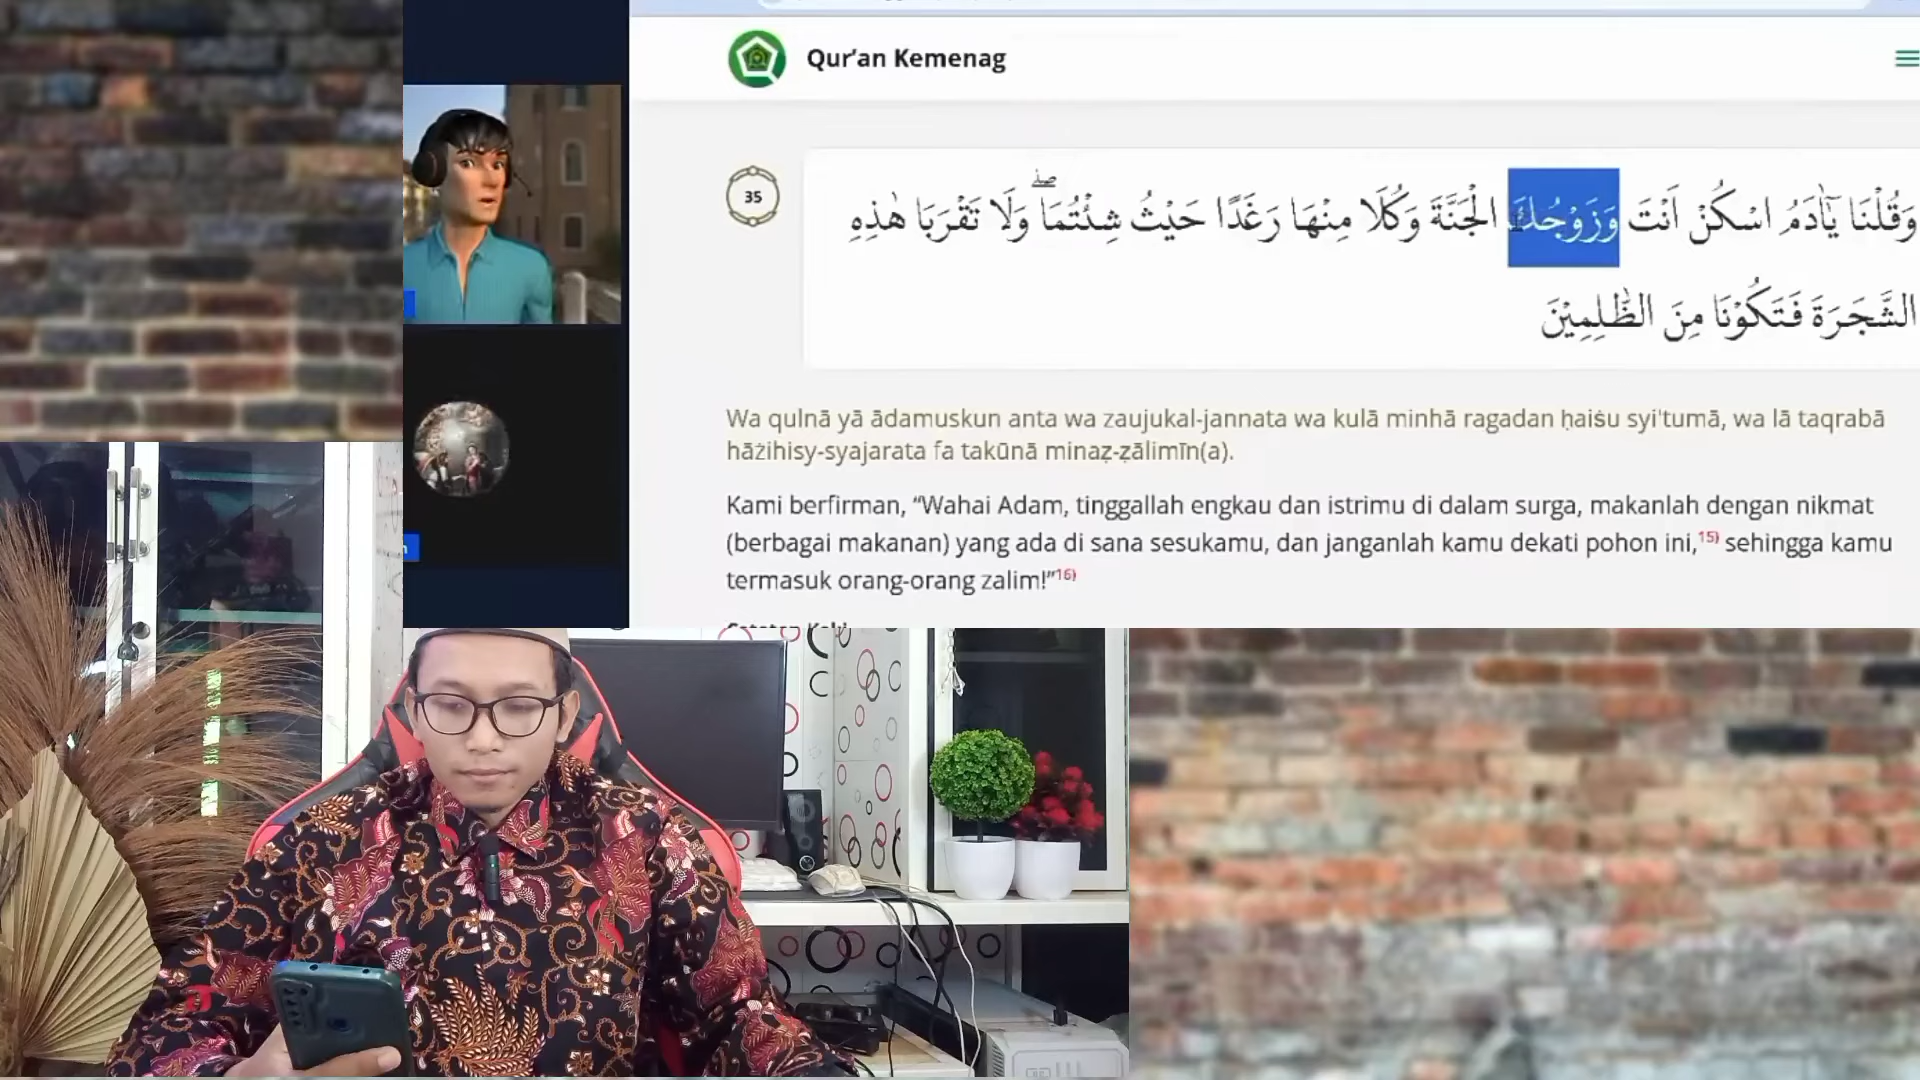 Qur'an Kemenag
35
وَقُلْنَا يٰٓاٰدَمُ اسْكُنْ اَنْتَ وَزَوْجُكَ الْجَنَّةَ وَكُلَا مِنْهَا رَغَدًا حَيْثُ شِئْتُمَاۖ وَلَا تَقْرَبَا هٰذِهِ
الشَّجَرَةَ فَتَكُوْنَا مِنَ الظّٰلِمِيْنَ
Wa qulnā yā ādamuskun anta wa zaujukal-jannata wa kulā minhā ragadan ḥaiṡu syi'tumā, wa lā taqrabā
hāżihisy-syajarata fa takūnā minaẓ-ẓālimīn(a).
Kami berfirman, “Wahai Adam, tinggallah engkau dan istrimu di dalam surga, makanlah dengan nikmat
(berbagai makanan) yang ada di sana sesukamu, dan janganlah kamu dekati pohon ini,15) sehingga kamu
termasuk orang-orang zalim!”16)